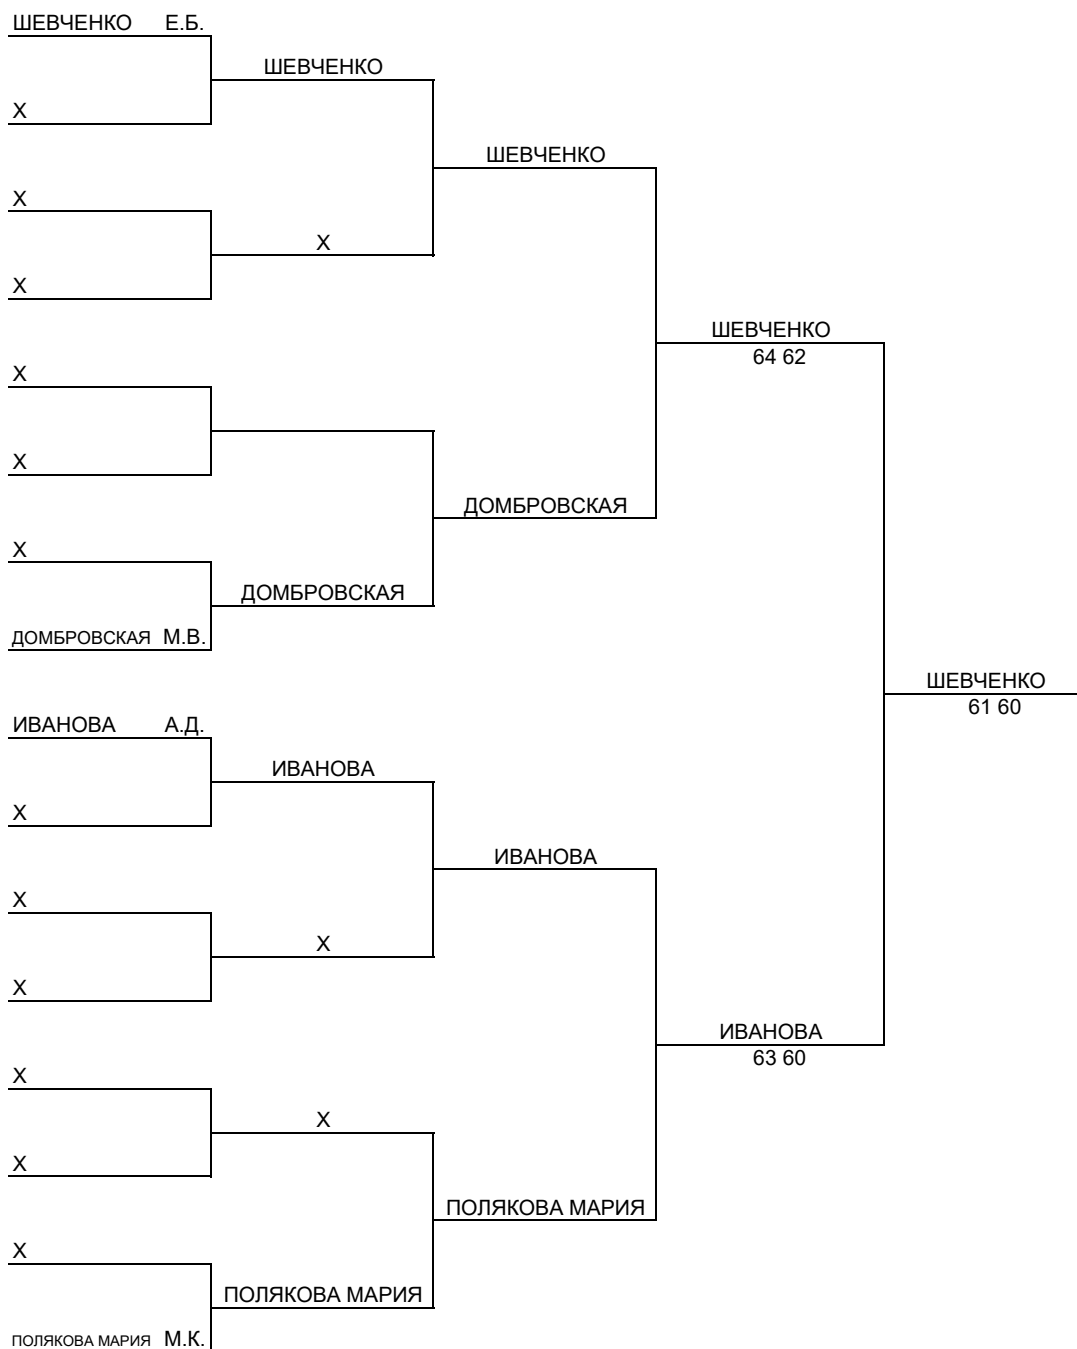 ШЕВЧЕНКО Е.Б.
ШЕВЧЕНКО
X
ШЕВЧЕНКО
X
X
X
ШЕВЧЕНКО
64 62
X
X
ДОМБРОВСКАЯ
X
ДОМБРОВСКАЯ
ДОМБРОВСКАЯ М.В.
ШЕВЧЕНКО
61 60
ИВАНОВА А.Д.
ИВАНОВА
X
ИВАНОВА
X
X
X
ИВАНОВА
63 60
X
X
X
ПОЛЯКОВА МАРИЯ
X
ПОЛЯКОВА МАРИЯ
ПОЛЯКОВА МАРИЯ М.К.